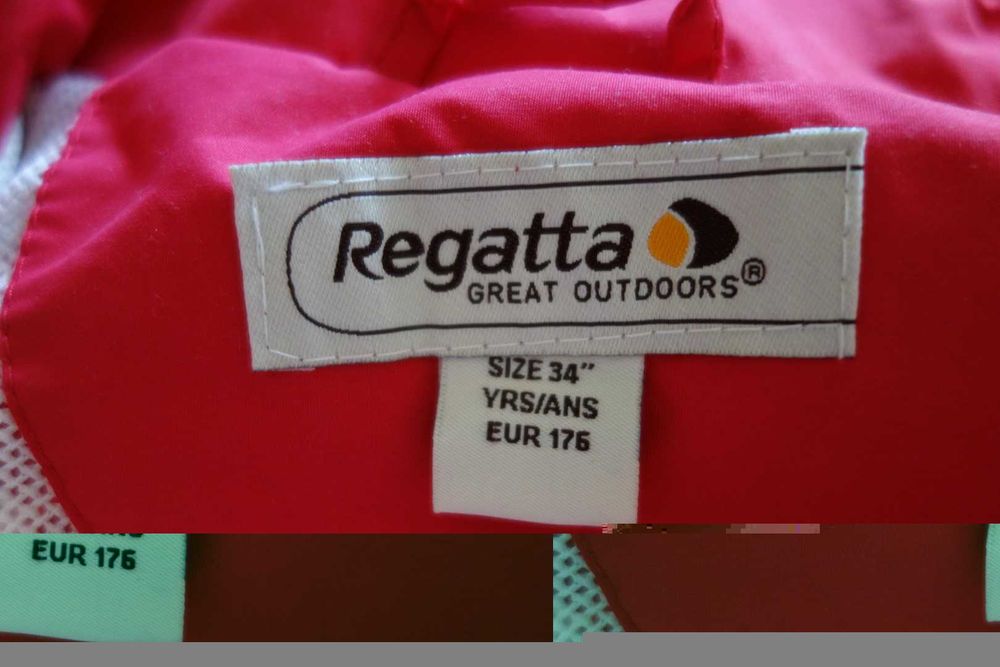 Regatta
GREAT OUTDOORS®
SIZE 34”
YRS/ANS
EUR 176
EUR 176